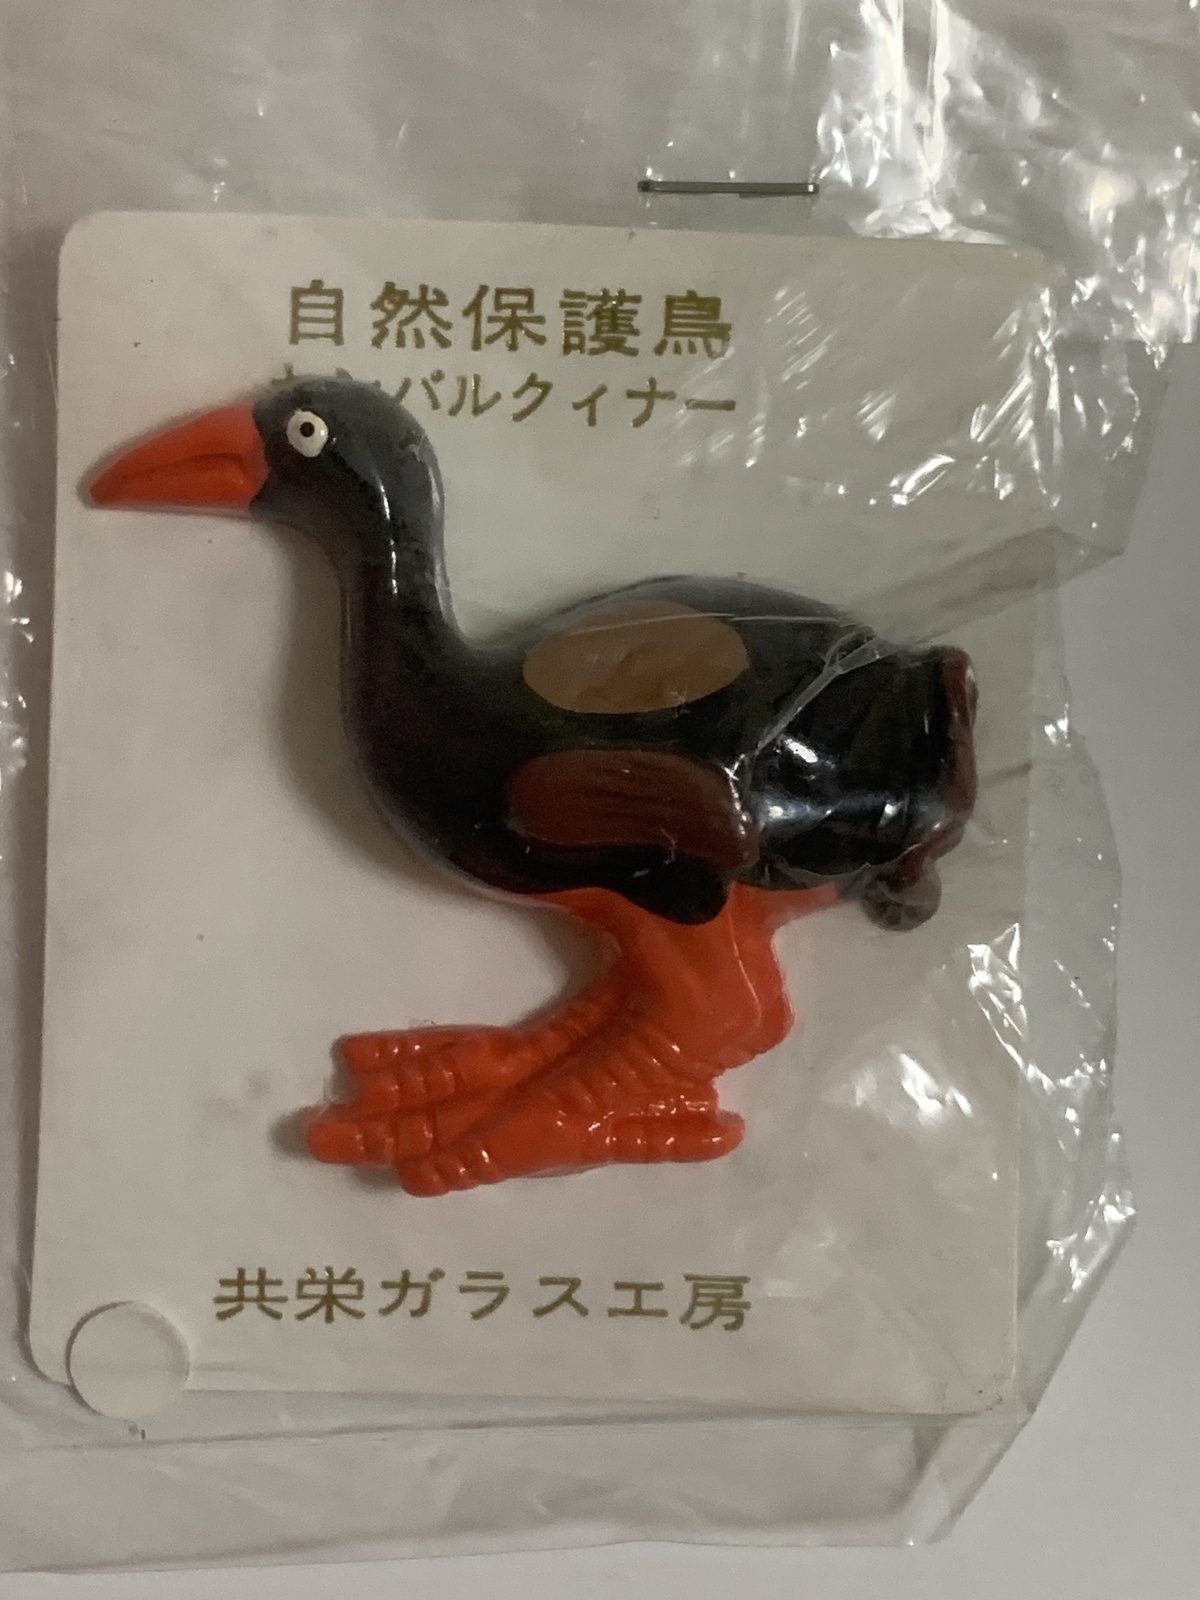 自然保護鳥
バルクィナー
共栄ガラス工房